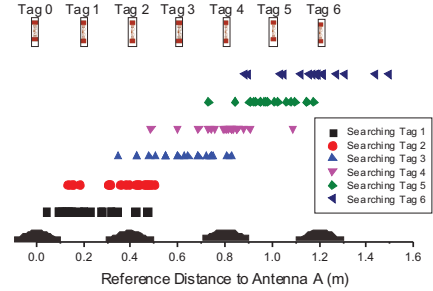 Tag 0 Tag 1 Tag 2 Tag 3 Tag 4 Tag 5 Tag 6
Searching Tag 1
Searching Tag 2
Searching Tag 3
Searching Tag 4
Searching Tag 5
Searching Tag 6
0.0 0.2 0.4 0.6 0.8 1.0 1.2 1.4 1.6
Reference Distance to Antenna A (m)